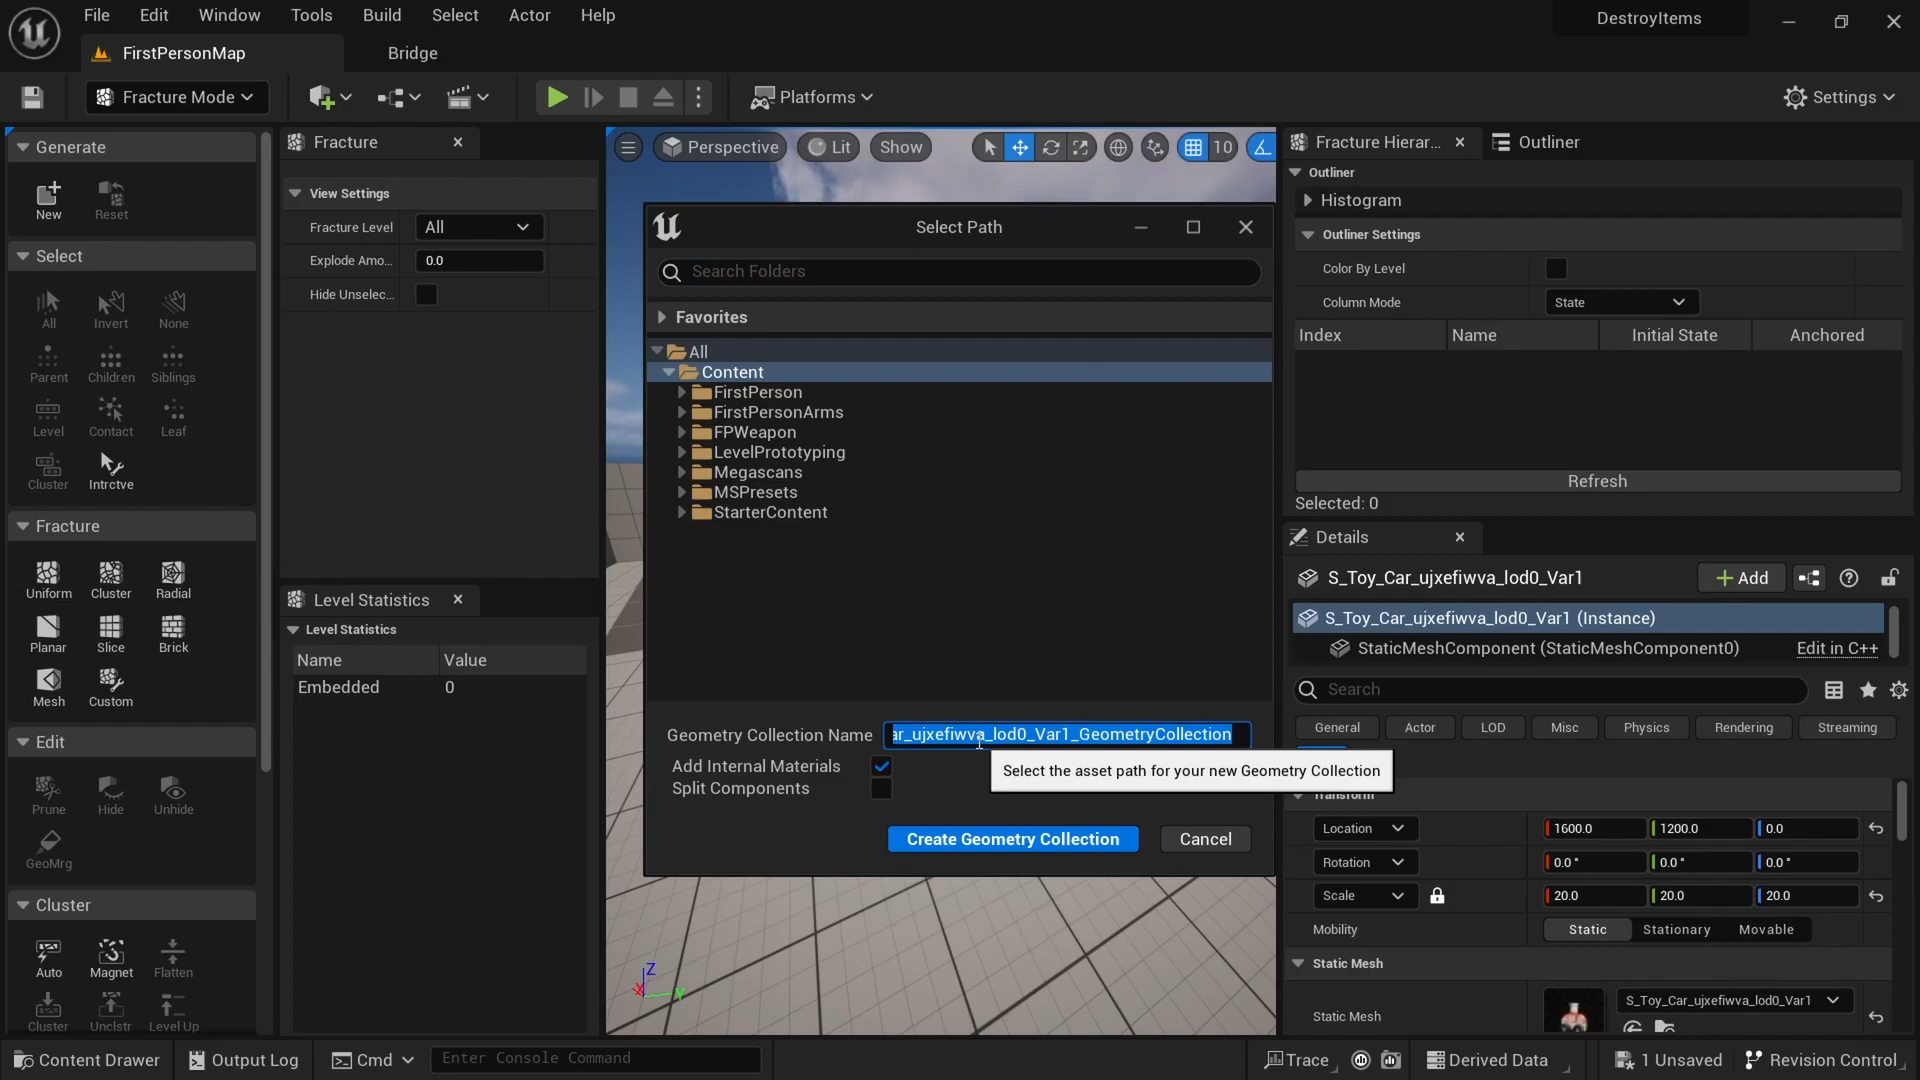 File Edit Window Tools Build Select Actor Help
DestroyItems
FirstPersonMap
Bridge
Fracture Mode
Platforms
Settings
Generate
New Reset
Select
All Invert None
Parent Children Siblings
Level Contact Leaf
Cluster Intrctve
Fracture
Uniform Cluster Radial
Planar Slice Brick
Mesh Custom
Edit
Prune Hide Unhide
GeoMrg
Cluster
Auto Magnet Flatten
Cluster Unclstr Level Up
Fracture
View Settings
Fracture Level All
Explode Amo... 0.0
Hide Unselec...
Level Statistics
Level Statistics
Name Value
Embedded 0
Perspective Lit Show 10
Select Path
Search Folders
Favorites
All
Content
FirstPerson
FirstPersonArms
FPWeapon
LevelPrototyping
Megascans
MSPresets
StarterContent
Geometry Collection Name ar_ujxefiwva_lod0_Var1_GeometryCollection
Add Internal Materials
Split Components
Select the asset path for your new Geometry Collection
Create Geometry Collection Cancel
Z
X
Y
Fracture Hierar... Outliner
Outliner
Histogram
Outliner Settings
Color By Level
Column Mode State
Index Name Initial State Anchored
Refresh
Selected: 0
Details
S_Toy_Car_ujxefiwva_lod0_Var1 Add
S_Toy_Car_ujxefiwva_lod0_Var1 (Instance)
StaticMeshComponent (StaticMeshComponent0) Edit in C++
Search
General Actor LOD Misc Physics Rendering Streaming
Transform
Location 1600.0 1200.0 0.0
Rotation 0.0 ° 0.0 ° 0.0 °
Scale 20.0 20.0 20.0
Mobility Static Stationary Movable
Static Mesh
Static Mesh S_Toy_Car_ujxefiwva_lod0_Var1
Content Drawer Output Log Cmd Enter Console Command
Trace Derived Data 1 Unsaved Revision Control